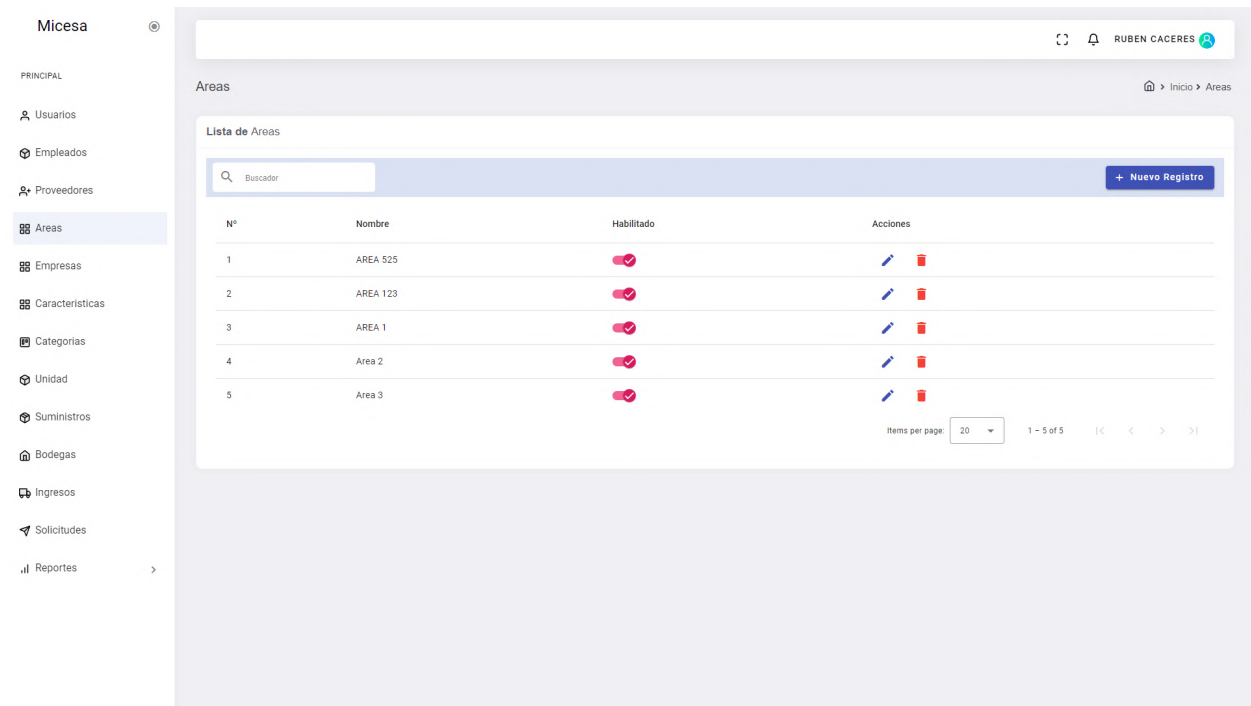 Micesa
RUBEN CACERES
PRINCIPAL
Areas
Inicio Areas
Usuarios
Empleados
Proveedores
Areas
Empresas
Caracteristicas
Categorias
Unidad
Suministros
Bodegas
Ingresos
Solicitudes
Reportes
Lista de Areas
Buscador
+ Nuevo Registro
Nº Nombre Habilitado Acciones
1 AREA 525
2 AREA 123
3 AREA 1
4 Area 2
5 Area 3
Items per page: 20 1 – 5 of 5